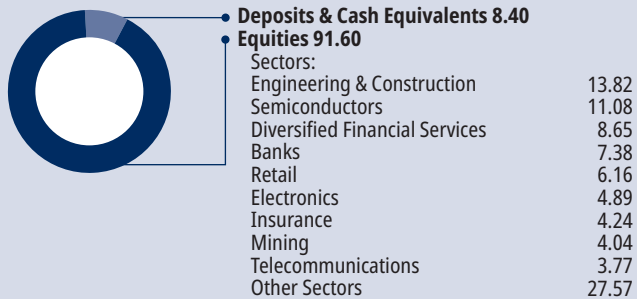 Deposits & Cash Equivalents 8.40
Equities 91.60
Sectors:
Engineering & Construction 13.82
Semiconductors 11.08
Diversified Financial Services 8.65
Banks 7.38
Retail 6.16
Electronics 4.89
Insurance 4.24
Mining 4.04
Telecommunications 3.77
Other Sectors 27.57